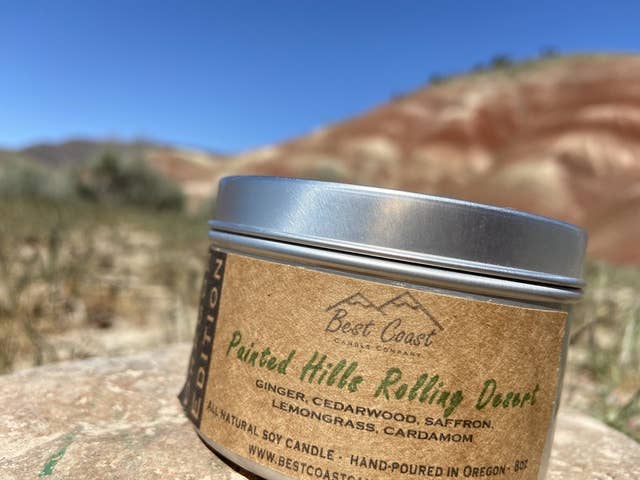 EDITION
Best Coast
CANDLE COMPANY
Painted Hills Rolling Desert
GINGER, CEDARWOOD, SAFFRON,
LEMONGRASS, CARDAMOM
ALL NATURAL SOY CANDLE - HAND-POURED IN OREGON - 8OZ